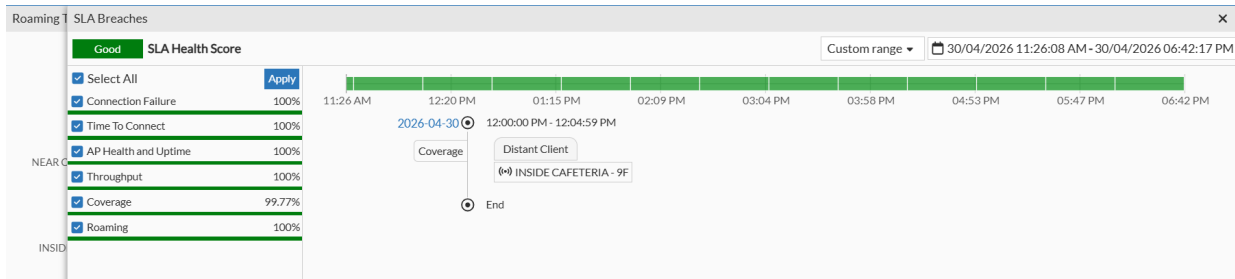 Roaming T
SLA Breaches
Good
SLA Health Score
Custom range
30/04/2026 11:26:08 AM - 30/04/2026 06:42:17 PM
Select All
Apply
Connection Failure 100%
Time To Connect 100%
AP Health and Uptime 100%
Throughput 100%
Coverage 99.77%
Roaming 100%
NEAR C
INSID
11:26 AM 12:20 PM 01:15 PM 02:09 PM 03:04 PM 03:58 PM 04:53 PM 05:47 PM 06:42 PM
2026-04-30 12:00:00 PM - 12:04:59 PM
Coverage
Distant Client
INSIDE CAFETERIA - 9F
End